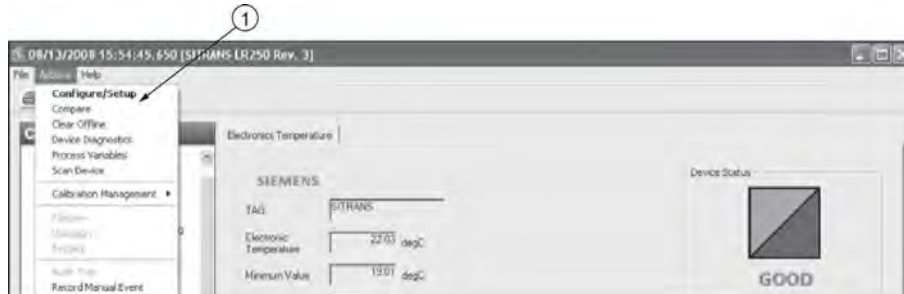 1
08/13/2008 15:54:45.650 [SITRANS LR250 Rev. 3]
File Actions Help
Configure/Setup
Compare
Clear Offline
Device Diagnostics
Process Variables
Scan Device
Calibration Management
Audit Trail
Record Manual Event
Electronics Temperature
SIEMENS
TAG SITRANS
Electronic Temperature 22.03 degC
Minimum Value 19.01 degC
Device Status
GOOD